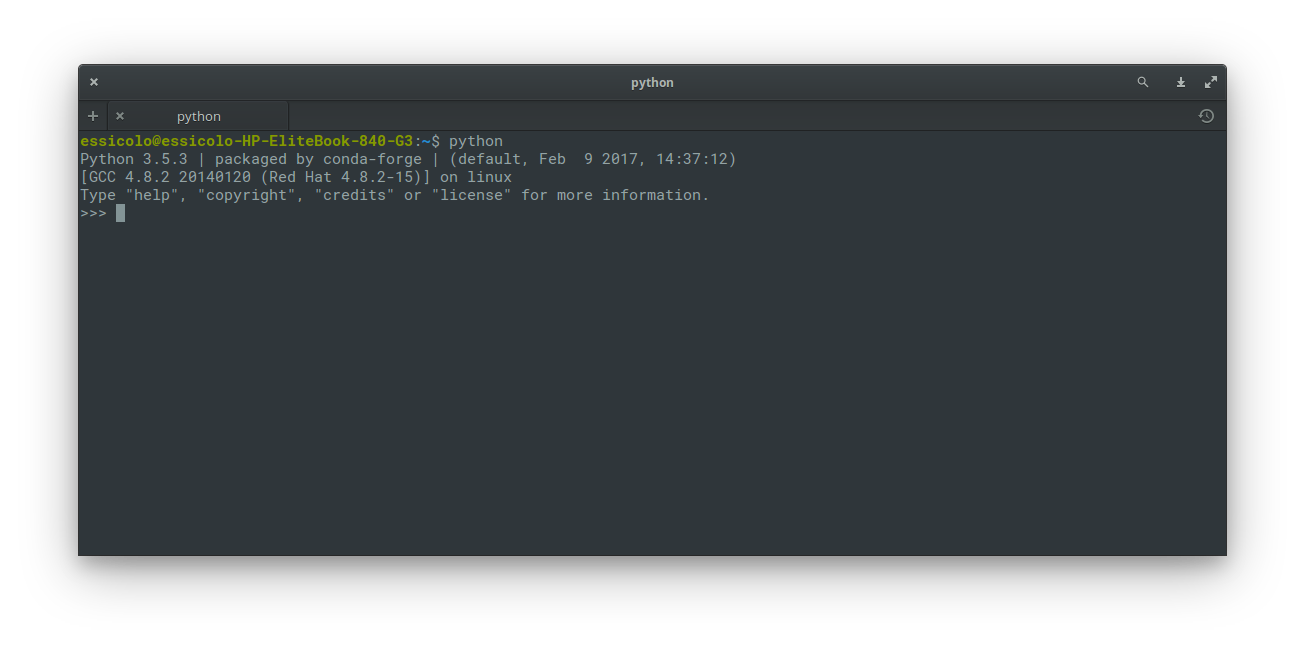 python
python
essicolo@essicolo-HP-EliteBook-840-G3:~$ python
Python 3.5.3 | packaged by conda-forge | (default, Feb  9 2017, 14:37:12)
[GCC 4.8.2 20140120 (Red Hat 4.8.2-15)] on linux
Type "help", "copyright", "credits" or "license" for more information.
>>>